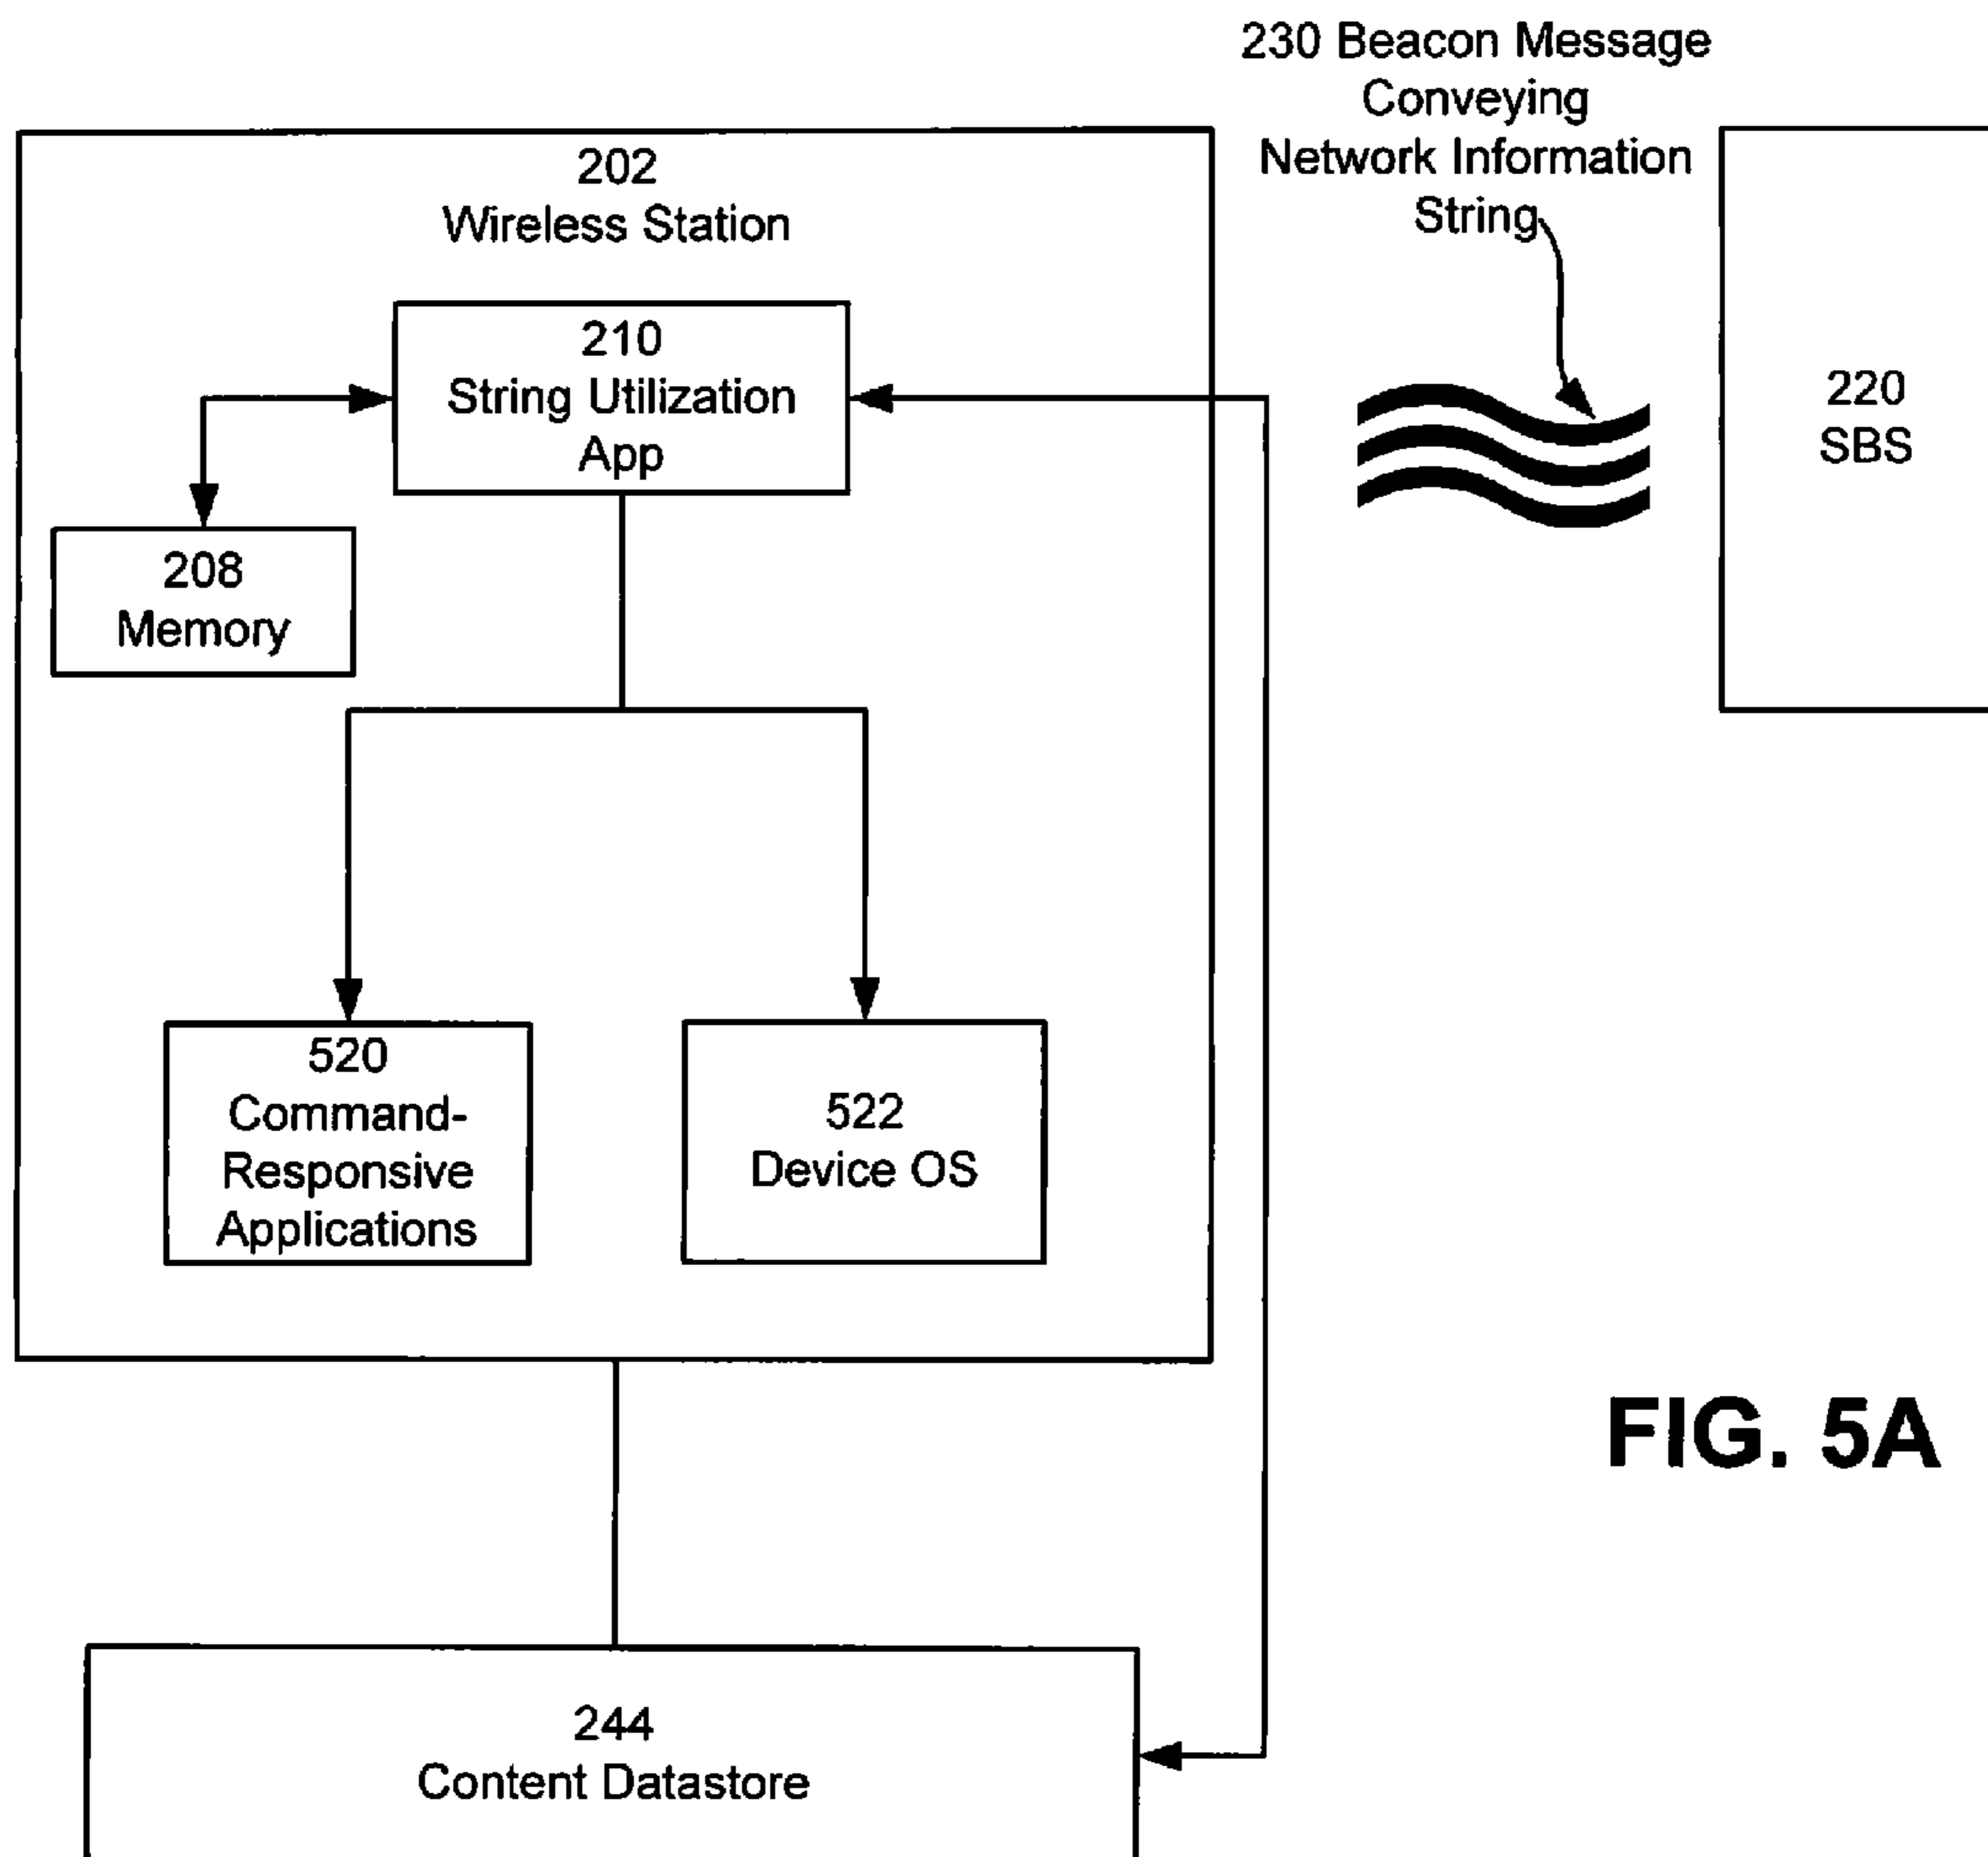 230 Beacon Message
Conveying
Network Information
String
202
Wireless Station
210
String Utilization
App
220
SBS
208
Memory
520
Command-
Responsive
Applications
522
Device OS
FIG. 5A
244
Content Datastore